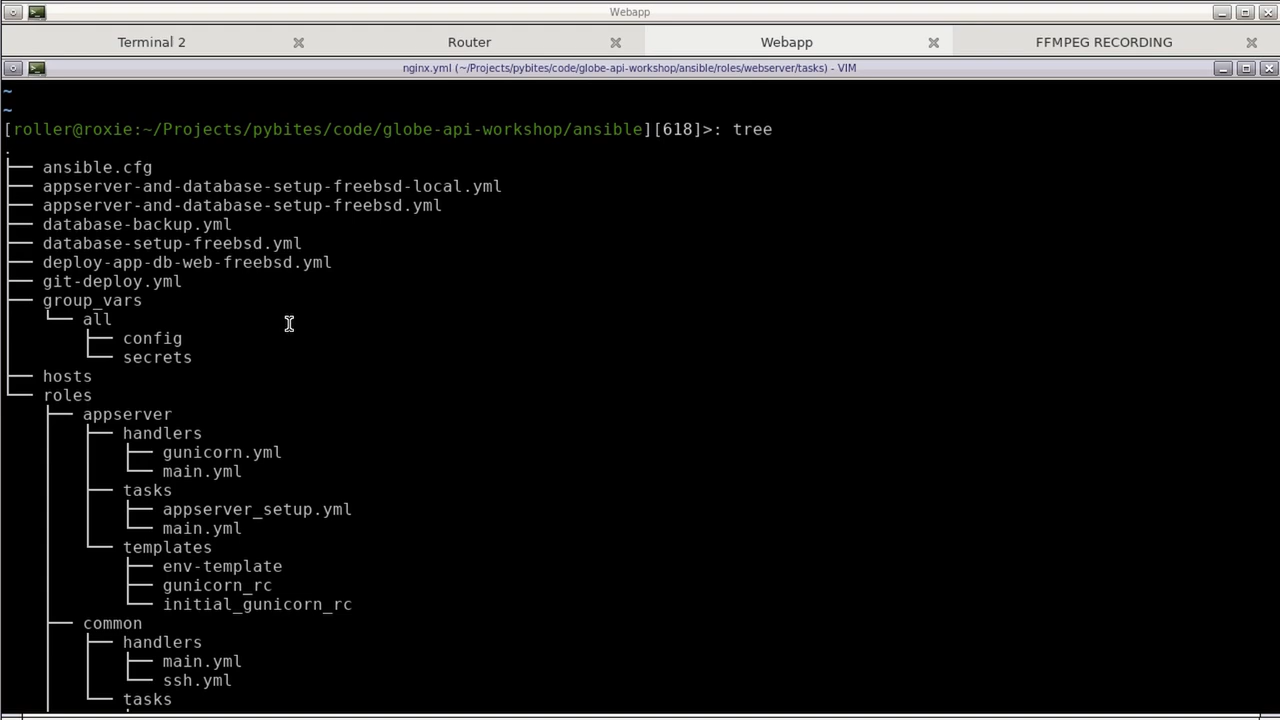 Webapp
Terminal 2 Router Webapp FFMPEG RECORDING
nginx.yml (~/Projects/pybites/code/globe-api-workshop/ansible/roles/webserver/tasks) - VIM
~
~
[roller@roxie:~/Projects/pybites/code/globe-api-workshop/ansible][618]>: tree
.
├── ansible.cfg
├── appserver-and-database-setup-freebsd-local.yml
├── appserver-and-database-setup-freebsd.yml
├── database-backup.yml
├── database-setup-freebsd.yml
├── deploy-app-db-web-freebsd.yml
├── git-deploy.yml
├── group_vars
│   └── all
│       ├── config
│       └── secrets
├── hosts
└── roles
    ├── appserver
    │   ├── handlers
    │   │   ├── gunicorn.yml
    │   │   └── main.yml
    │   ├── tasks
    │   │   ├── appserver_setup.yml
    │   │   └── main.yml
    │   └── templates
    │       ├── env-template
    │       ├── gunicorn_rc
    │       └── initial_gunicorn_rc
    ├── common
    │   ├── handlers
    │   │   ├── main.yml
    │   │   └── ssh.yml
    │   └── tasks